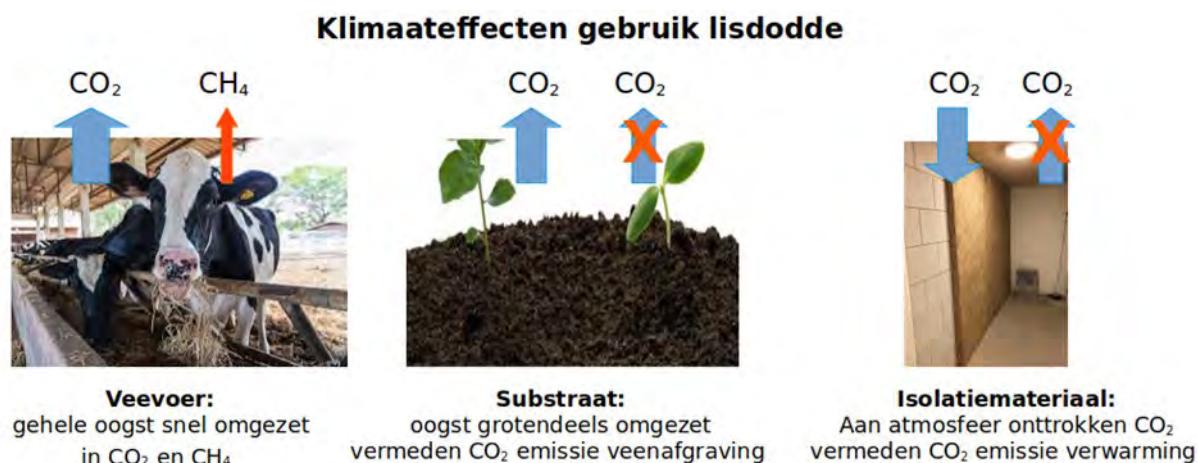 Klimaateffecten gebruik lisdodde
CO₂ CH₄ CO₂ CO₂ CO₂ CO₂
X X
Veevoer:
gehele oogst snel omgezet
in CO₂ en CH₄
Substraat:
oogst grotendeels omgezet
vermeden CO₂ emissie veenafgraving
Isolatiemateriaal:
Aan atmosfeer onttrokken CO₂
vermeden CO₂ emissie verwarming